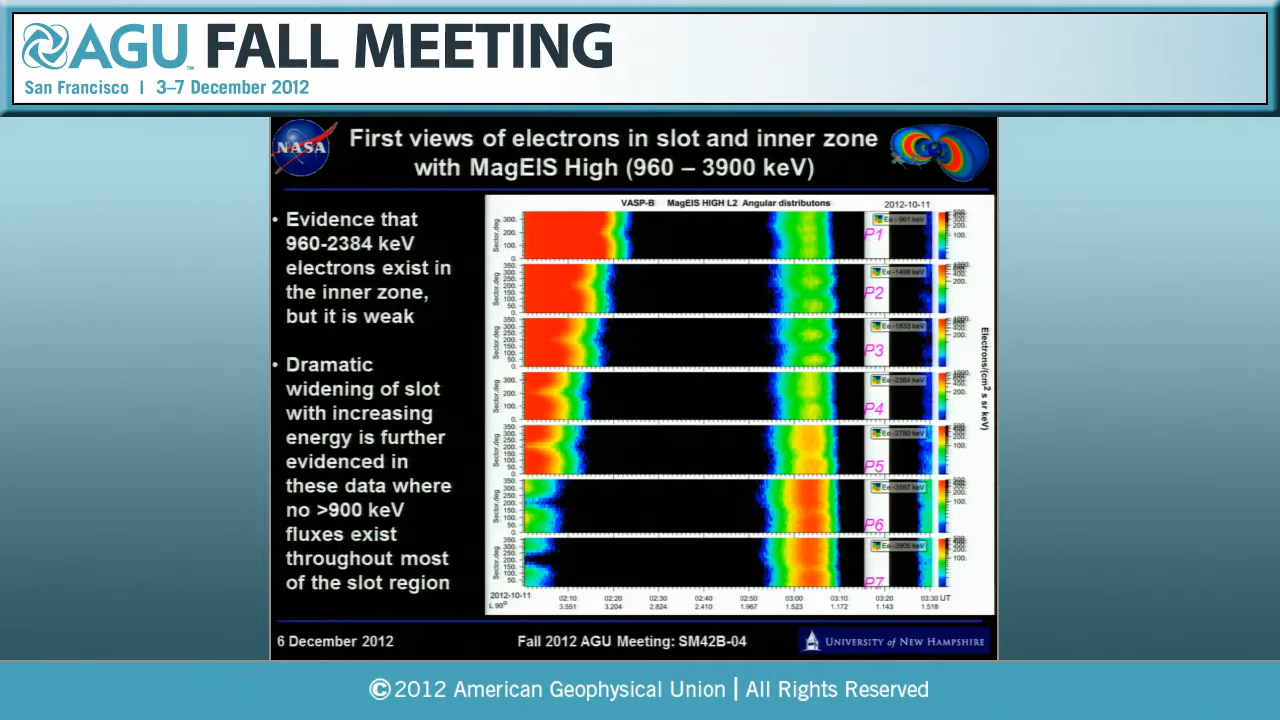 AGU FALL MEETING
San Francisco | 3–7 December 2012
NASA
First views of electrons in slot and inner zone
with MagEIS High (960 – 3900 keV)
• Evidence that
960-2384 keV
electrons exist in
the inner zone,
but it is weak
• Dramatic
widening of slot
with increasing
energy is further
evidenced in
these data where
no >900 keV
fluxes exist
throughout most
of the slot region
VASP-B MagEIS HIGH L2 Angular distributons 2012-10-11
P1
P2
P3
P4
P5
P6
P7
Sector,deg
Electrons/(cm² s sr keV)
2012-10-11 02:10 02:20 02:30 02:40 02:50 03:00 03:10 03:20 03:30 UT
L 90° 3.551 3.204 2.824 2.410 1.967 1.523 1.172 1.143 1.518
6 December 2012
Fall 2012 AGU Meeting: SM42B-04
UNIVERSITY of NEW HAMPSHIRE
©2012 American Geophysical Union | All Rights Reserved